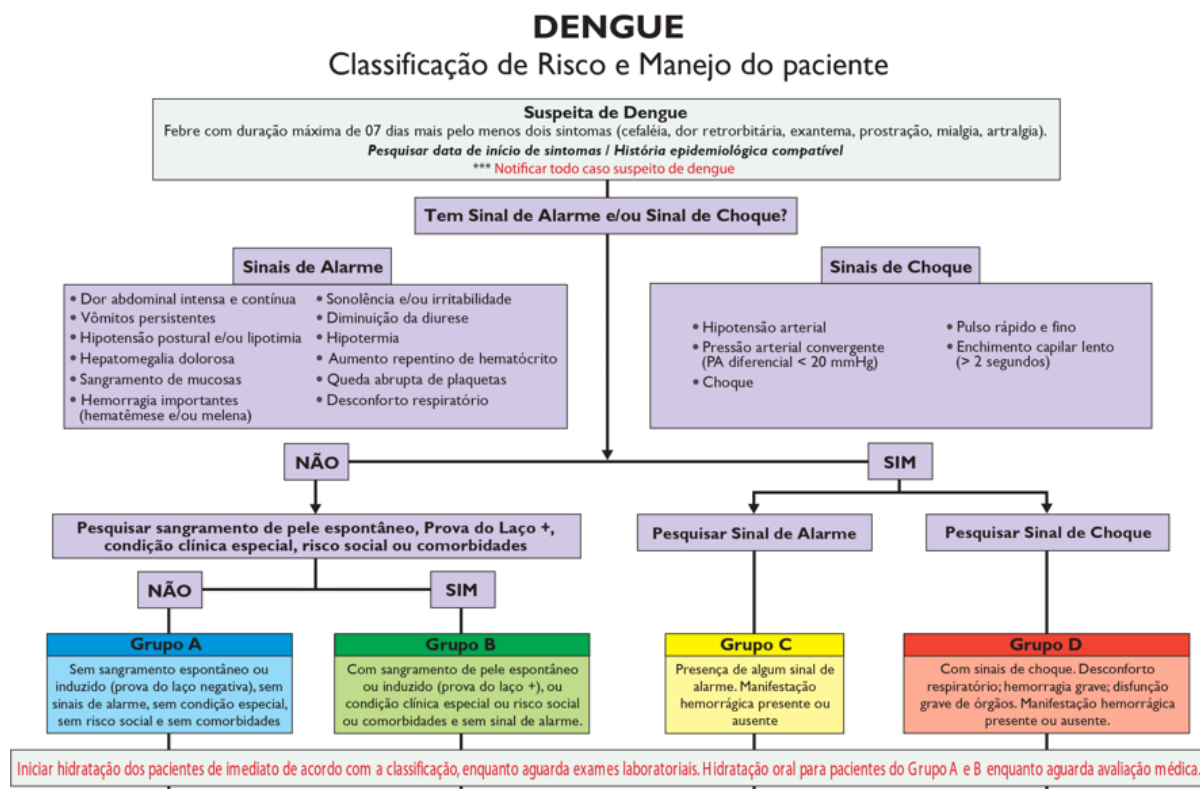 DENGUE
Classificação de Risco e Manejo do paciente
Suspeita de Dengue
Febre com duração máxima de 07 dias mais pelo menos dois sintomas (cefaléia, dor retrorbitária, exantema, prostração, mialgia, artralgia).
Pesquisar data de início de sintomas / História epidemiológica compatível
*** Notificar todo caso suspeito de dengue
Tem Sinal de Alarme e/ou Sinal de Choque?
Sinais de Alarme
• Dor abdominal intensa e contínua
• Vômitos persistentes
• Hipotensão postural e/ou lipotimia
• Hepatomegalia dolorosa
• Sangramento de mucosas
• Hemorragia importantes
(hematêmese e/ou melena)
• Sonolência e/ou irritabilidade
• Diminuição da diurese
• Hipotermia
• Aumento repentino de hematócrito
• Queda abrupta de plaquetas
• Desconforto respiratório
Sinais de Choque
• Hipotensão arterial
• Pressão arterial convergente
(PA diferencial < 20 mmHg)
• Choque
• Pulso rápido e fino
• Enchimento capilar lento
(> 2 segundos)
NÃO
SIM
Pesquisar sangramento de pele espontâneo, Prova do Laço +,
condição clínica especial, risco social ou comorbidades
Pesquisar Sinal de Alarme
Pesquisar Sinal de Choque
NÃO
SIM
Grupo A
Sem sangramento espontâneo ou
induzido (prova do laço negativa), sem
sinais de alarme, sem condição especial,
sem risco social e sem comorbidades
Grupo B
Com sangramento de pele espontâneo
ou induzido (prova do laço +), ou
condição clínica especial ou risco social
ou comorbidades e sem sinal de alarme.
Grupo C
Presença de algum sinal de
alarme. Manifestação
hemorrágica presente ou
ausente
Grupo D
Com sinais de choque. Desconforto
respiratório; hemorragia grave; disfunção
grave de órgãos. Manifestação hemorrágica
presente ou ausente.
Iniciar hidratação dos pacientes de imediato de acordo com a classificação, enquanto aguarda exames laboratoriais. Hidratação oral para pacientes do Grupo A e B enquanto aguarda avaliação médica.